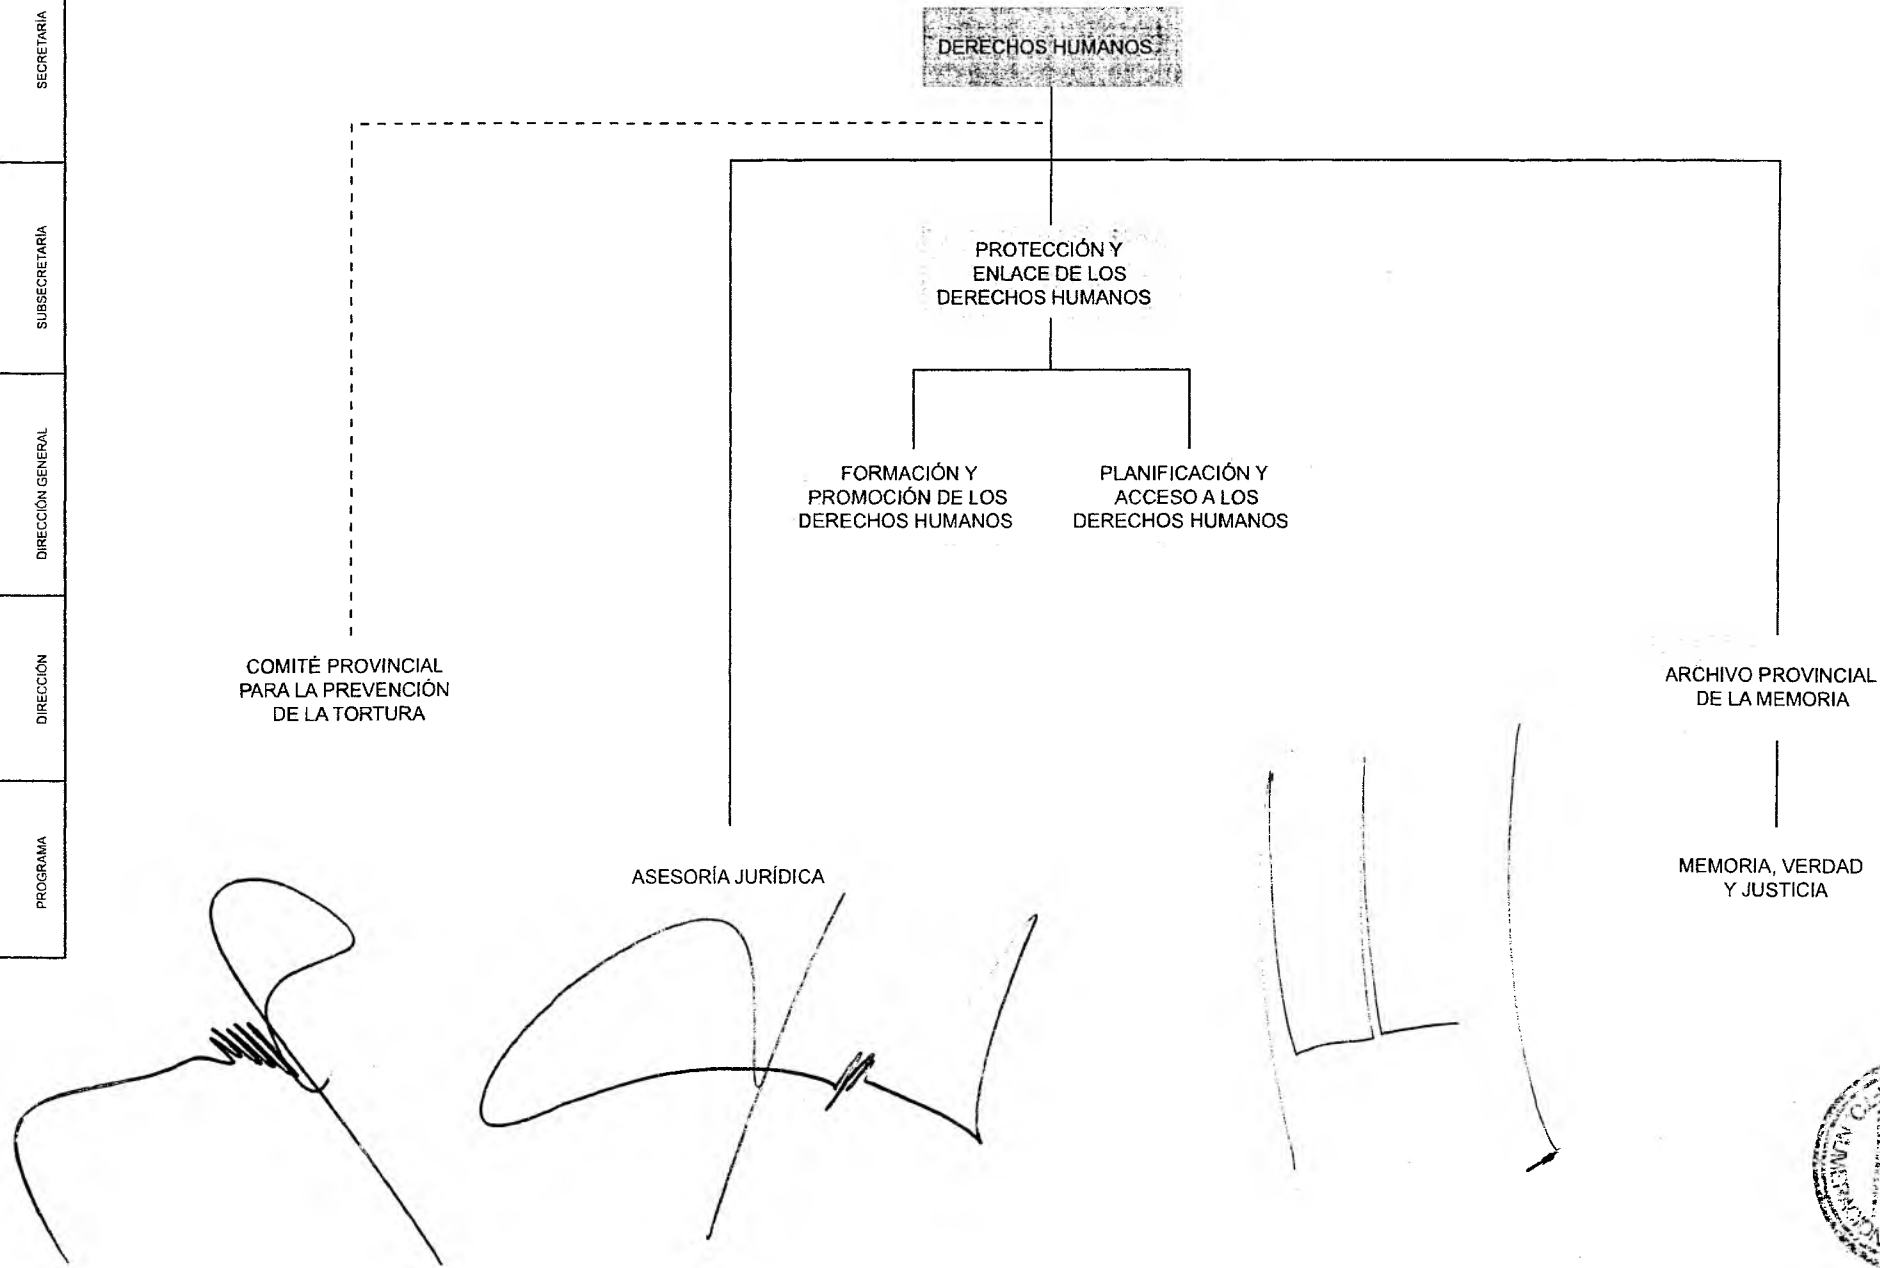 SECRETARÍA
DERECHOS HUMANOS
SUBSECRETARÍA
PROTECCIÓN Y
ENLACE DE LOS
DERECHOS HUMANOS
DIRECCIÓN GENERAL
FORMACIÓN Y
PROMOCIÓN DE LOS
DERECHOS HUMANOS
PLANIFICACIÓN Y
ACCESO A LOS
DERECHOS HUMANOS
DIRECCIÓN
COMITÉ PROVINCIAL
PARA LA PREVENCIÓN
DE LA TORTURA
ARCHIVO PROVINCIAL
DE LA MEMORIA
PROGRAMA
ASESORÍA JURÍDICA
MEMORIA, VERDAD
Y JUSTICIA